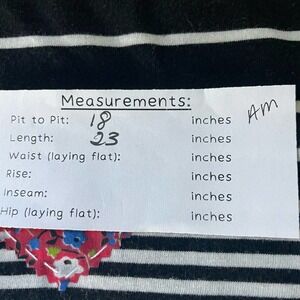 Measurements:
Pit to Pit: 18 inches AM
Length: 23 inches
Waist (laying flat): inches
Rise: inches
Inseam: inches
Hip (laying flat): inches